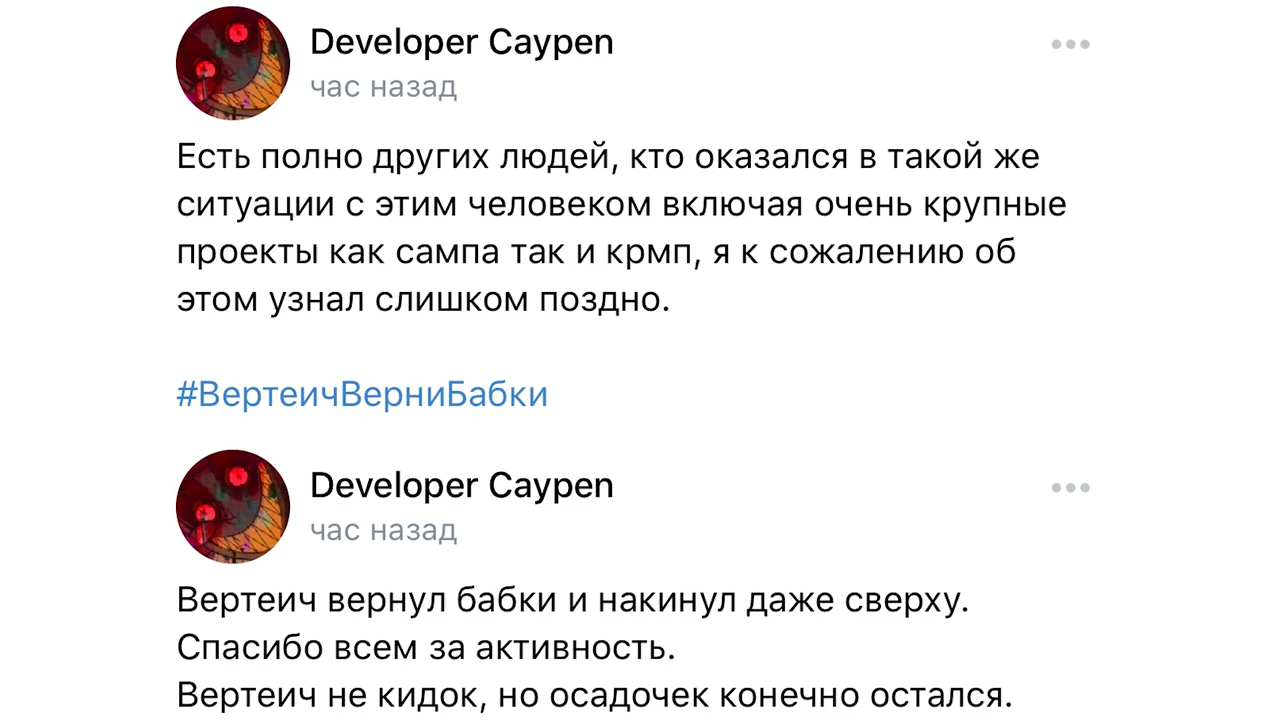 Developer Caypen
час назад
Есть полно других людей, кто оказался в такой же
ситуации с этим человеком включая очень крупные
проекты как сампа так и крмп, я к сожалению об
этом узнал слишком поздно.
#ВертеичВерниБабки
Developer Caypen
час назад
Вертеич вернул бабки и накинул даже сверху.
Спасибо всем за активность.
Вертеич не кидок, но осадочек конечно остался.